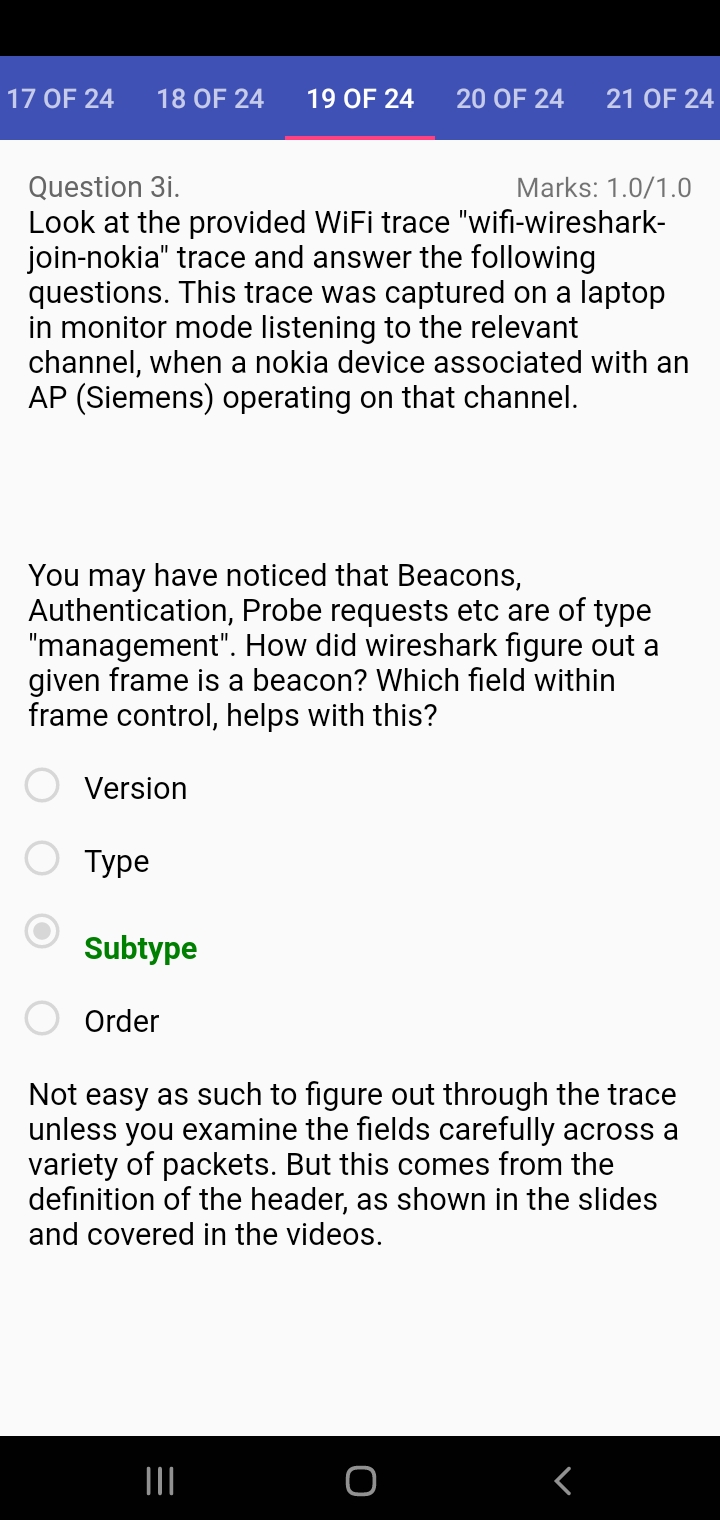 17 OF 24 18 OF 24 19 OF 24 20 OF 24 21 OF 24
Question 3i. Marks: 1.0/1.0
Look at the provided WiFi trace "wifi-wireshark-
join-nokia" trace and answer the following
questions. This trace was captured on a laptop
in monitor mode listening to the relevant
channel, when a nokia device associated with an
AP (Siemens) operating on that channel.
You may have noticed that Beacons,
Authentication, Probe requests etc are of type
"management". How did wireshark figure out a
given frame is a beacon? Which field within
frame control, helps with this?
Version
Type
Subtype
Order
Not easy as such to figure out through the trace
unless you examine the fields carefully across a
variety of packets. But this comes from the
definition of the header, as shown in the slides
and covered in the videos.